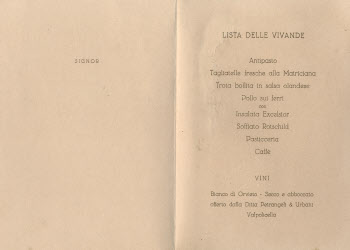 SIGNOR
LISTA DELLE VIVANDE
Antipasto
Tagliatelle fresche alla Matriciana
Trota bollita in salsa olandese
Pollo sui ferri
con
Insalata Excelsior
Soffiato Rotschild
Pasticceria
Caffè
VINI
Bianco di Orvieto - Secco e abboccato
offerto dalla Ditta Petrangeli & Urbani
Valpolicella